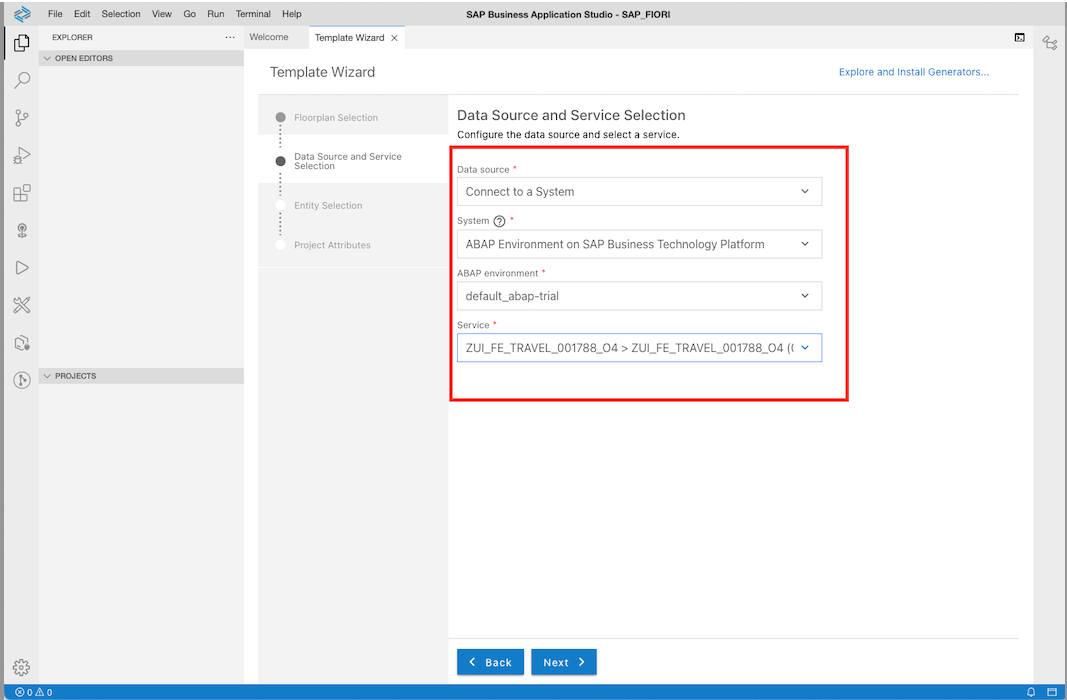 File Edit Selection View Go Run Terminal Help
SAP Business Application Studio - SAP_FIORI
EXPLORER
Welcome
Template Wizard
OPEN EDITORS
Template Wizard
Explore and Install Generators...
Floorplan Selection
Data Source and Service
Selection
Entity Selection
Project Attributes
Data Source and Service Selection
Configure the data source and select a service.
Data source *
Connect to a System
System ? *
ABAP Environment on SAP Business Technology Platform
ABAP environment *
default_abap-trial
Service *
ZUI_FE_TRAVEL_001788_O4 > ZUI_FE_TRAVEL_001788_O4 (
PROJECTS
Back
Next
0 0